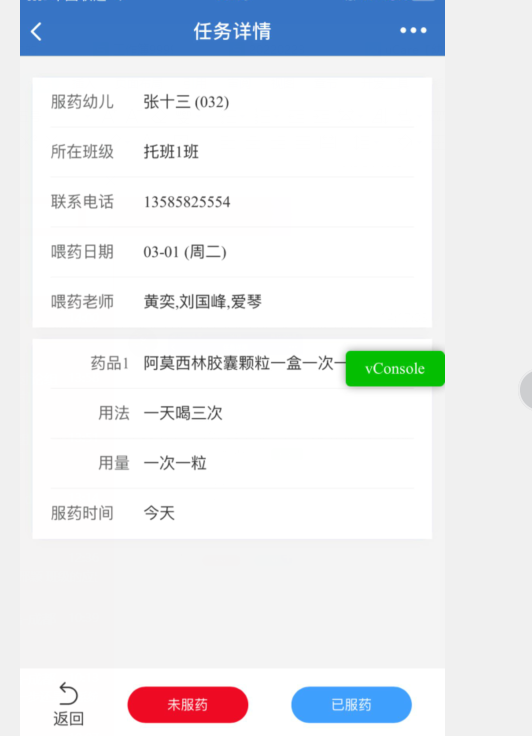 任务详情
服药幼儿 张十三 (032)
所在班级 托班1班
联系电话 13585825554
喂药日期 03-01 (周二)
喂药老师 黄奕,刘国峰,爱琴
药品1 阿莫西林胶囊颗粒一盒一次一
vConsole
用法 一天喝三次
用量 一次一粒
服药时间 今天
返回
未服药
已服药